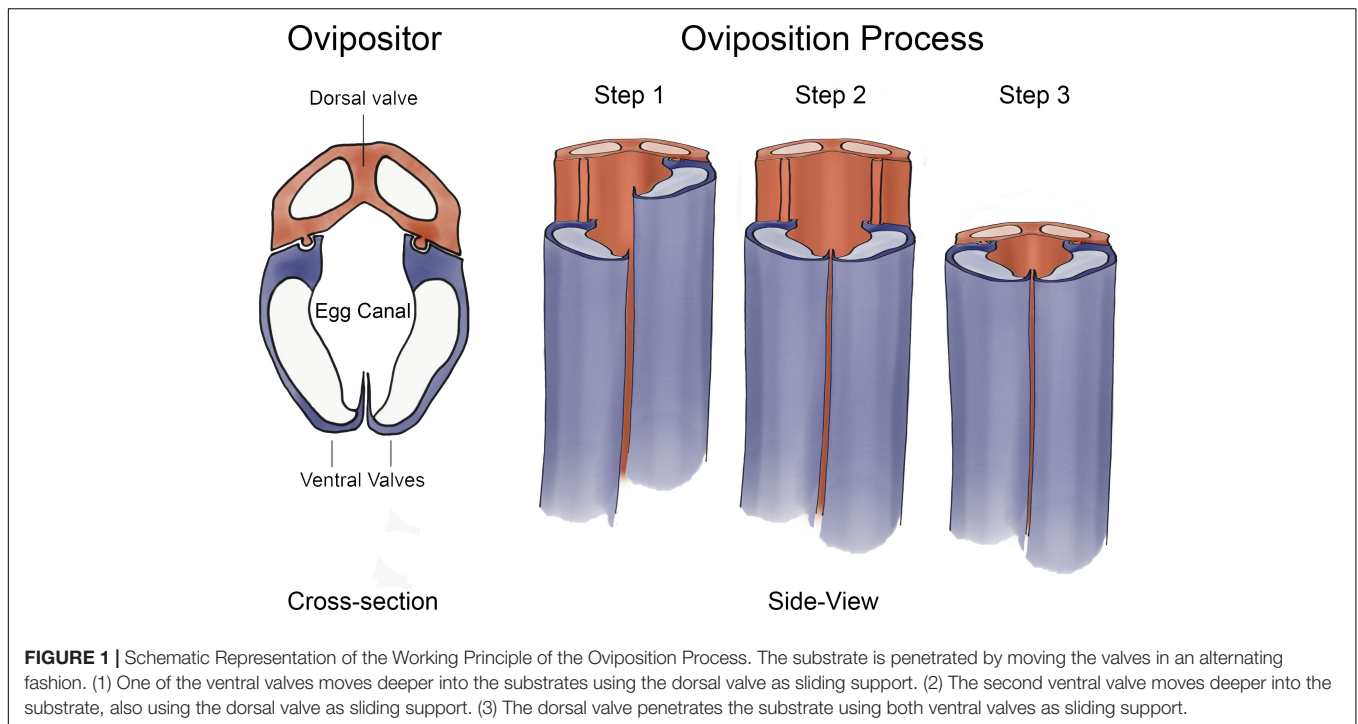 Ovipositor
Oviposition Process
Dorsal valve
Step 1
Step 2
Step 3
Egg Canal
Ventral Valves
Cross-section
Side-View
FIGURE 1 | Schematic Representation of the Working Principle of the Oviposition Process. The substrate is penetrated by moving the valves in an alternating
fashion. (1) One of the ventral valves moves deeper into the substrates using the dorsal valve as sliding support. (2) The second ventral valve moves deeper into the
substrate, also using the dorsal valve as sliding support. (3) The dorsal valve penetrates the substrate using both ventral valves as sliding support.